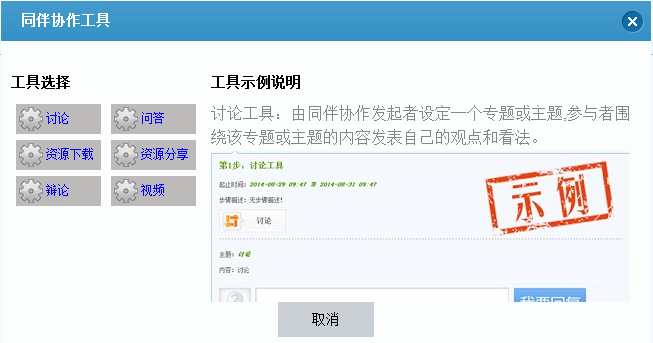 同伴协作工具
工具选择
讨论
问答
资源下载
资源分享
辩论
视频
工具示例说明
讨论工具：由同伴协作发起者设定一个专题或主题,参与者围
绕该专题或主题的内容发表自己的观点和看法。
第1步：讨论工具
起止时间：2014-08-29 09:47 至 2014-08-31 09:47
步骤描述：无步骤描述!
讨论
示例
主题：讨论
内容：讨论
我要回复
取消